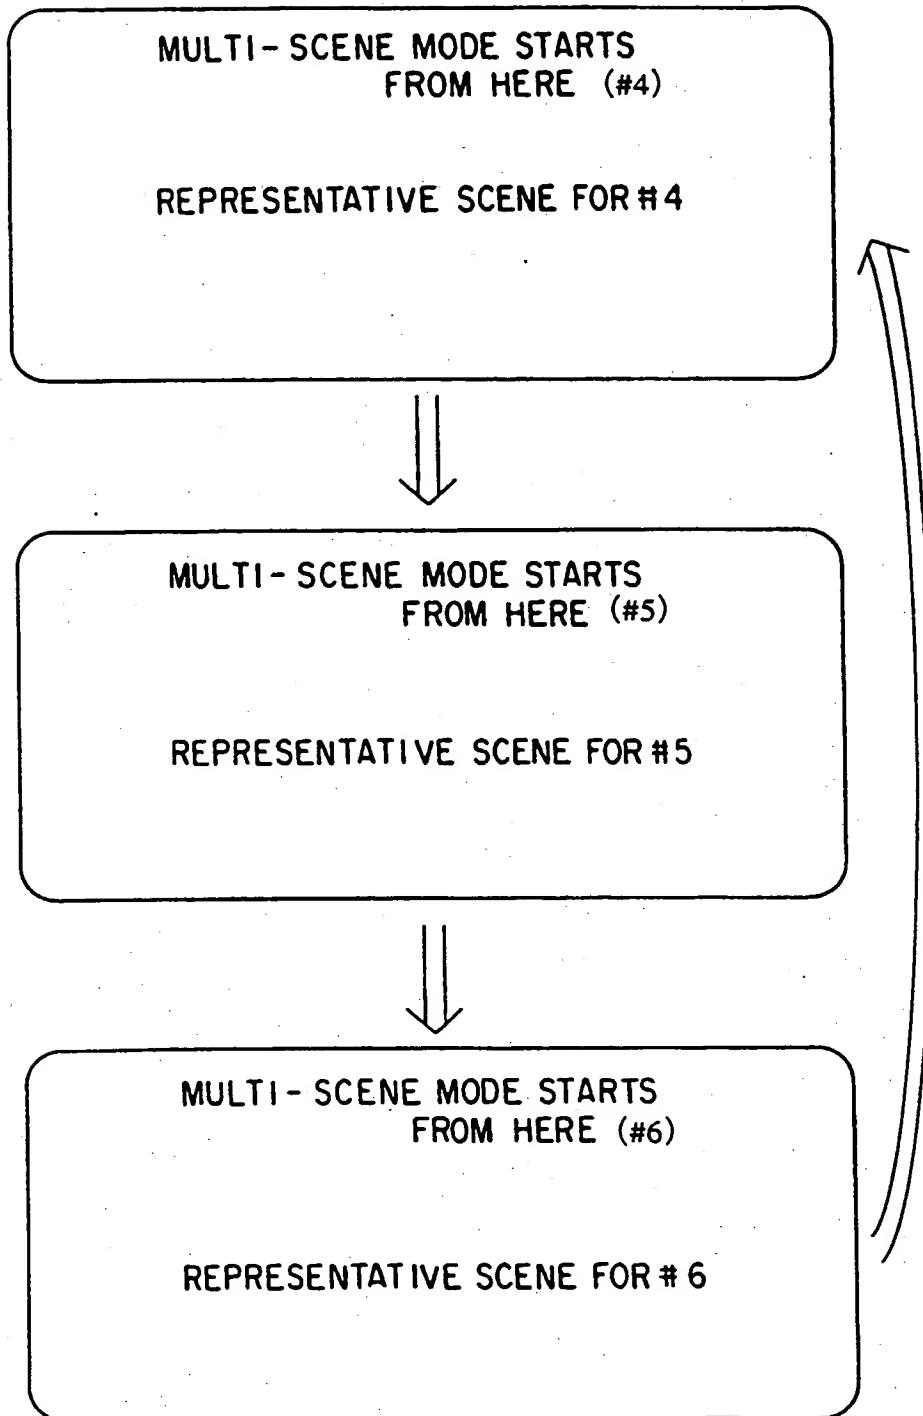 MULTI-SCENE MODE STARTS
FROM HERE (#4)
REPRESENTATIVE SCENE FOR #4
MULTI-SCENE MODE STARTS
FROM HERE (#5)
REPRESENTATIVE SCENE FOR #5
MULTI-SCENE MODE STARTS
FROM HERE (#6)
REPRESENTATIVE SCENE FOR #6